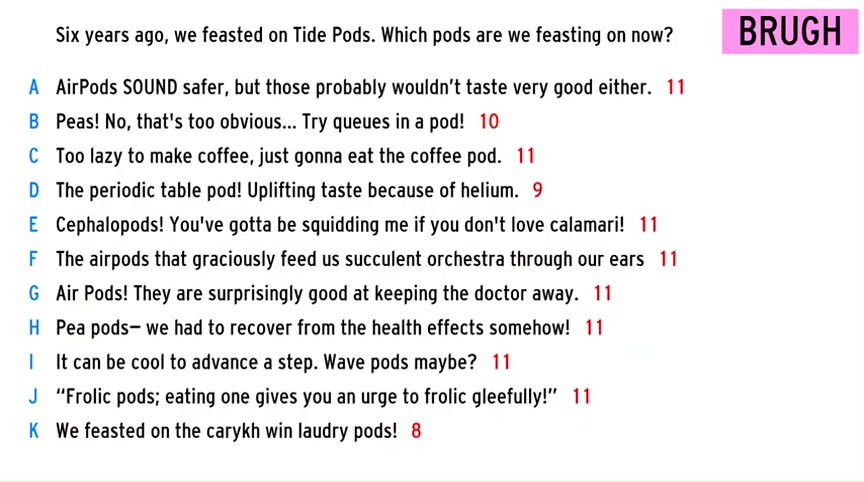 Six years ago, we feasted on Tide Pods. Which pods are we feasting on now?
BRUGH
A AirPods SOUND safer, but those probably wouldn't taste very good either. 11
B Peas! No, that's too obvious... Try queues in a pod! 10
C Too lazy to make coffee, just gonna eat the coffee pod. 11
D The periodic table pod! Uplifting taste because of helium. 9
E Cephalopods! You've gotta be squidding me if you don't love calamari! 11
F The airpods that graciously feed us succulent orchestra through our ears 11
G Air Pods! They are surprisingly good at keeping the doctor away. 11
H Pea pods– we had to recover from the health effects somehow! 11
I It can be cool to advance a step. Wave pods maybe? 11
J “Frolic pods; eating one gives you an urge to frolic gleefully!” 11
K We feasted on the carykh win laudry pods! 8